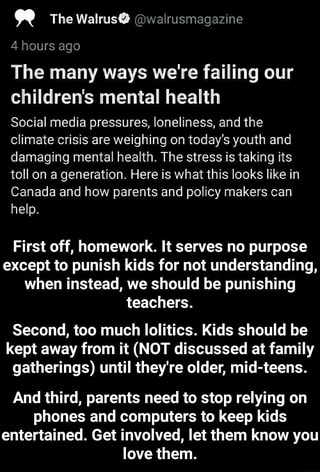 The Walrus @walrusmagazine
4 hours ago
The many ways we're failing our
children's mental health
Social media pressures, loneliness, and the
climate crisis are weighing on today's youth and
damaging mental health. The stress is taking its
toll on a generation. Here is what this looks like in
Canada and how parents and policy makers can
help.
First off, homework. It serves no purpose
except to punish kids for not understanding,
when instead, we should be punishing
teachers.
Second, too much lolitics. Kids should be
kept away from it (NOT discussed at family
gatherings) until they're older, mid-teens.
And third, parents need to stop relying on
phones and computers to keep kids
entertained. Get involved, let them know you
love them.